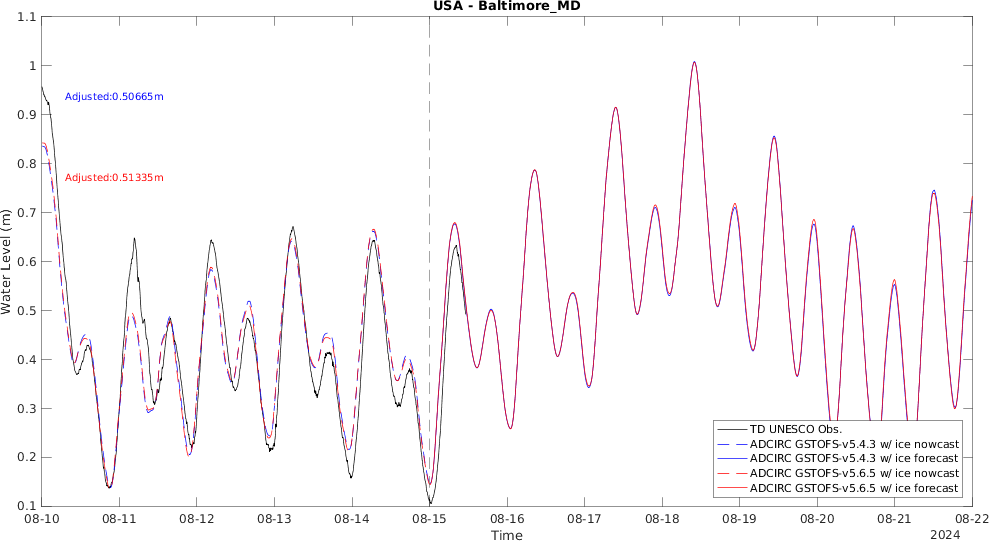 USA - Baltimore_MD
Water Level (m)
1.1
1
0.9
0.8
0.7
0.6
0.5
0.4
0.3
0.2
0.1
Adjusted:0.50665m
Adjusted:0.51335m
TD UNESCO Obs.
ADCIRC GSTOFS-v5.4.3 w/ ice nowcast
ADCIRC GSTOFS-v5.4.3 w/ ice forecast
ADCIRC GSTOFS-v5.6.5 w/ ice nowcast
ADCIRC GSTOFS-v5.6.5 w/ ice forecast
08-10 08-11 08-12 08-13 08-14 08-15 08-16 08-17 08-18 08-19 08-20 08-21 08-22
Time
2024